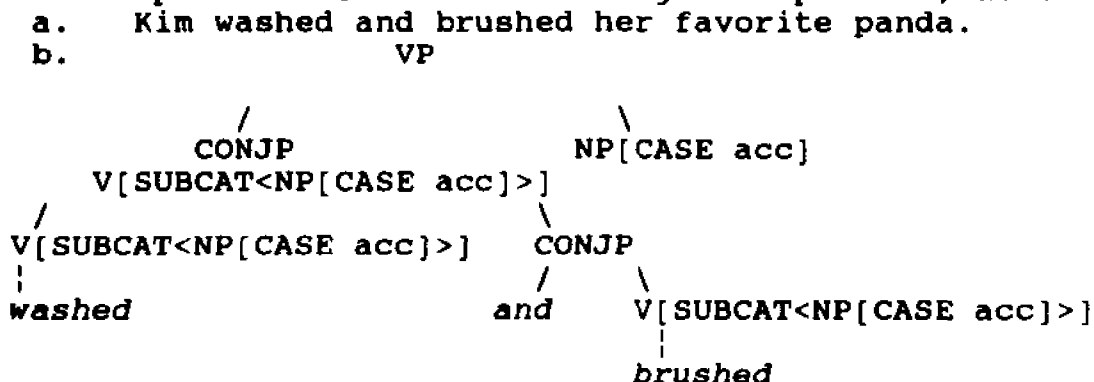 a. Kim washed and brushed her favorite panda.
b. VP
/ \
CONJP NP[CASE acc]
V[SUBCAT<NP[CASE acc]>]
/ \
V[SUBCAT<NP[CASE acc]>] CONJP
¦ / \
washed and V[SUBCAT<NP[CASE acc]>]
¦
brushed